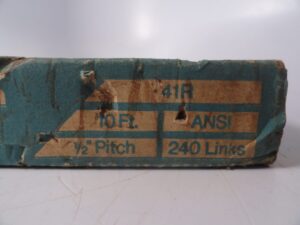 41R
10 Ft. ANSI
½" Pitch 240 Links